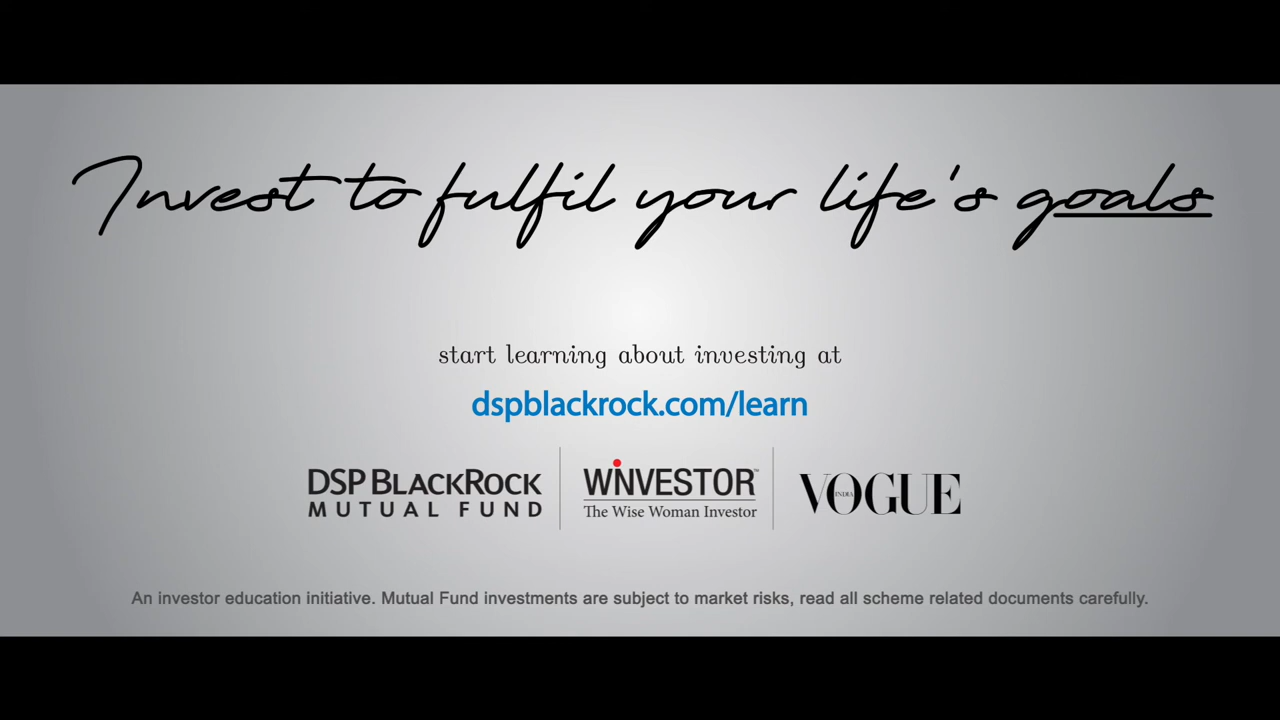 Invest to fulfil your life's goals
start learning about investing at
dspblackrock.com/learn
DSP BLACKROCK
MUTUAL FUND
WINVESTOR™
The Wise Woman Investor
VOGUE
INDIA
An investor education initiative. Mutual Fund investments are subject to market risks, read all scheme related documents carefully.